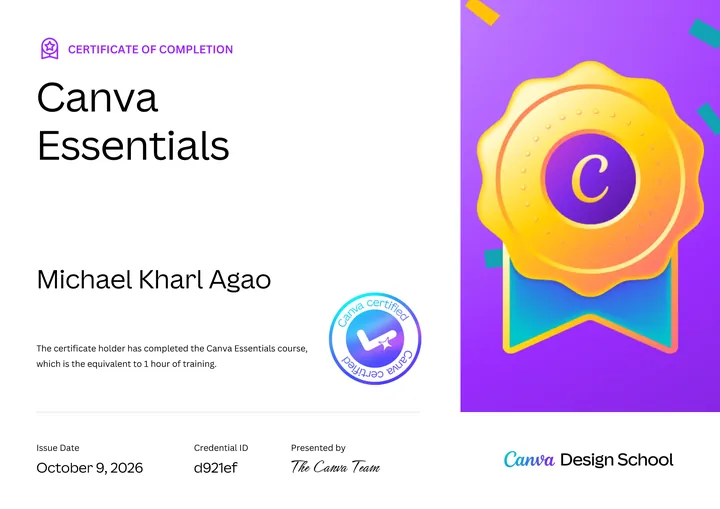 CERTIFICATE OF COMPLETION
Canva
Essentials
Michael Kharl Agao
The certificate holder has completed the Canva Essentials course,
which is the equivalent to 1 hour of training.
Canva certified
Canva certified
Issue Date
October 9, 2026
Credential ID
d921ef
Presented by
The Canva Team
C
Canva Design School